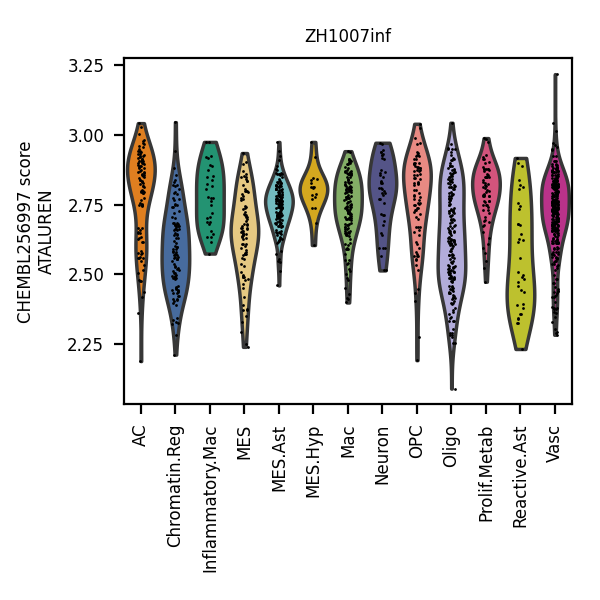 ZH1007inf
CHEMBL256997 score
ATALUREN
3.25
3.00
2.75
2.50
2.25
AC
Chromatin.Reg
Inflammatory.Mac
MES
MES.Ast
MES.Hyp
Mac
Neuron
OPC
Oligo
Prolif.Metab
Reactive.Ast
Vasc